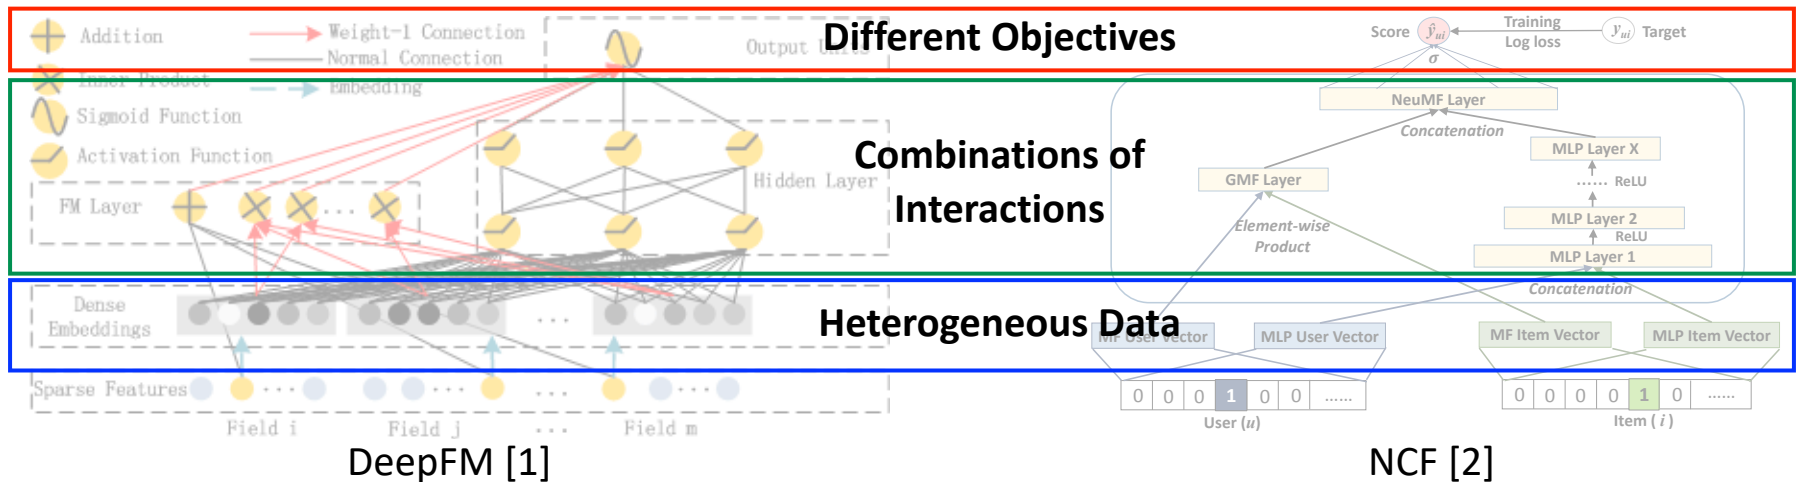 Different Objectives
Combinations of
Interactions
Heterogeneous Data
Addition
Inner Product
Sigmoid Function
Activation Function
Weight-1 Connection
Normal Connection
Embedding
Output Units
FM Layer
...
Hidden Layer
Dense
Embeddings
...
Sparse Features
... ... ... ...
Field i
Field j
...
Field m
DeepFM [1]
Score
ŷui
Training
Log loss
yui
Target
σ
NeuMF Layer
Concatenation
MLP Layer X
...... ReLU
GMF Layer
MLP Layer 2
Element-wise
Product
ReLU
MLP Layer 1
Concatenation
MF User Vector
MLP User Vector
MF Item Vector
MLP Item Vector
0 0 0 1 0 0 ......
User (u)
0 0 0 0 1 0 ......
Item ( i )
NCF [2]